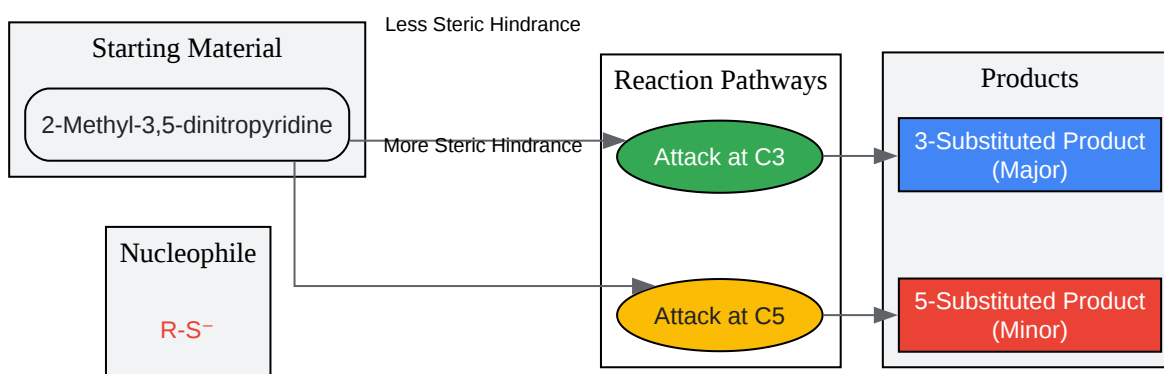 Less Steric Hindrance
Starting Material
2-Methyl-3,5-dinitropyridine
More Steric Hindrance
Reaction Pathways
Attack at C3
Attack at C5
Products
3-Substituted Product
(Major)
5-Substituted Product
(Minor)
Nucleophile
R-S⁻